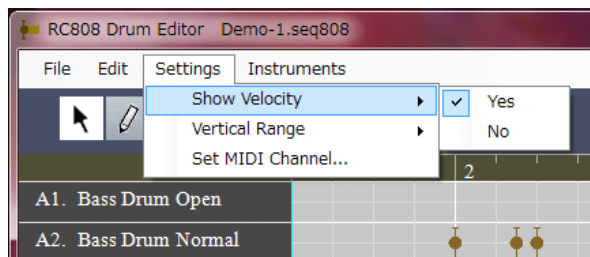 RC808 Drum Editor Demo-1.seq808
File Edit Settings Instruments
Show Velocity
Yes
Vertical Range
No
Set MIDI Channel...
2
A1. Bass Drum Open
A2. Bass Drum Normal